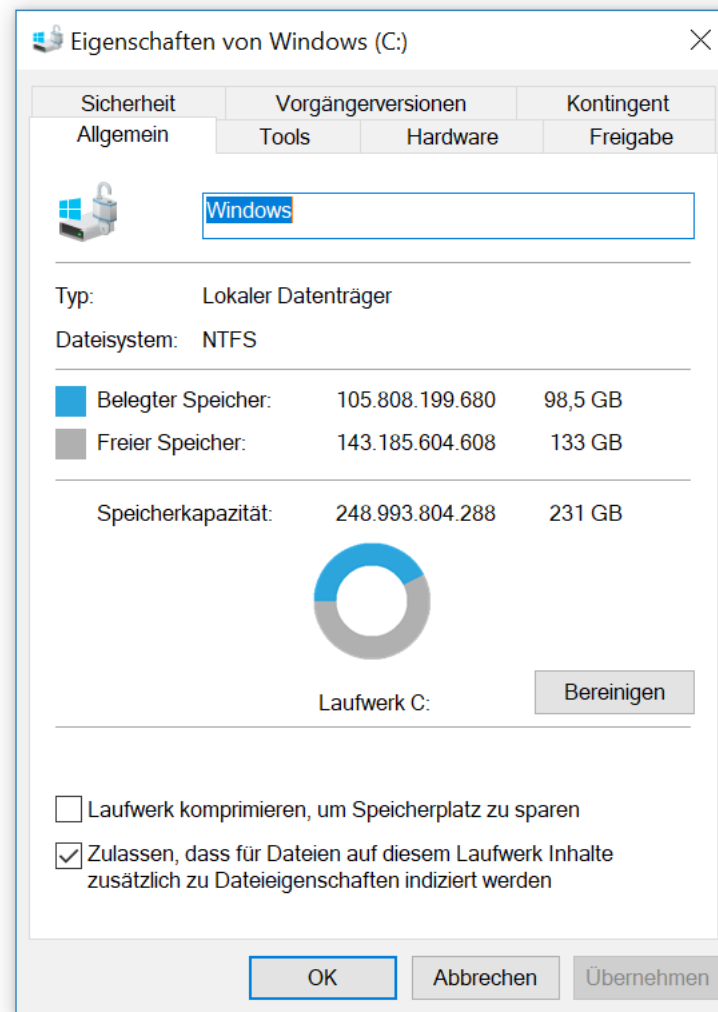 Eigenschaften von Windows (C:)
Sicherheit Vorgängerversionen Kontingent
Allgemein Tools Hardware Freigabe
Windows
Typ: Lokaler Datenträger
Dateisystem: NTFS
Belegter Speicher: 105.808.199.680 98,5 GB
Freier Speicher: 143.185.604.608 133 GB
Speicherkapazität: 248.993.804.288 231 GB
Laufwerk C: Bereinigen
Laufwerk komprimieren, um Speicherplatz zu sparen
Zulassen, dass für Dateien auf diesem Laufwerk Inhalte
zusätzlich zu Dateieigenschaften indiziert werden
OK Abbrechen Übernehmen